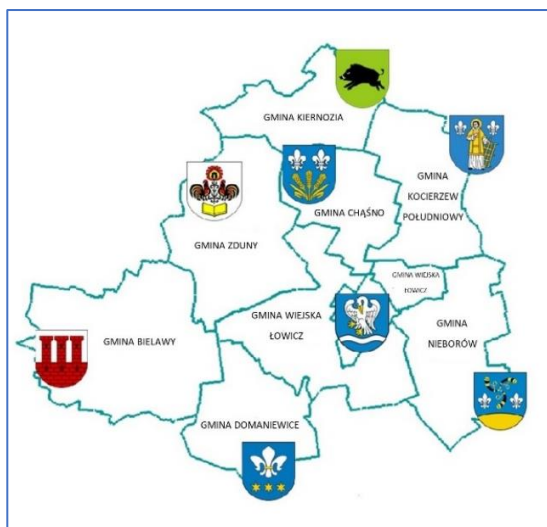 GMINA KIERNOZIA
GMINA
KOCIERZEW
POŁUDNIOWY
GMINA CHĄŚNO
GMINA ZDUNY
GMINA WIEJSKA
ŁOWICZ
GMINA WIEJSKA
ŁOWICZ
GMINA
NIEBORÓW
GMINA BIELAWY
GMINA DOMANIEWICE